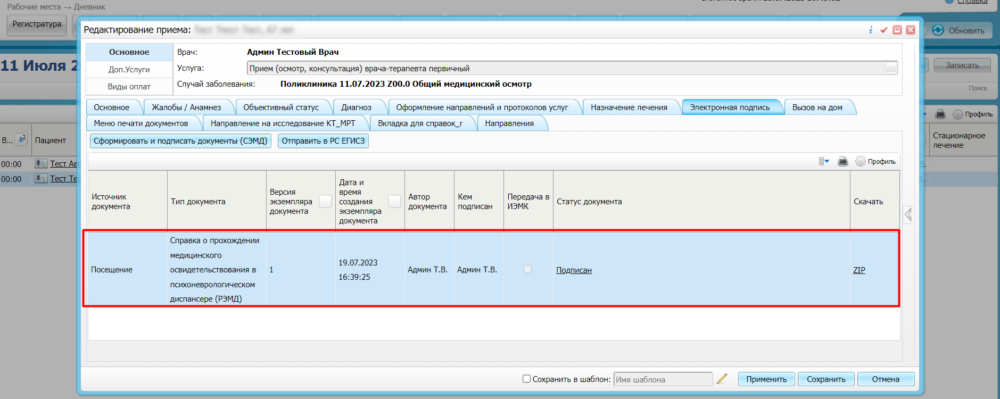 Справка
Рабочие места → Дневник
Регистратура
Обновить
Редактирование приема:
11 Июля 2
Записать
Поиск
Профиль
В...
2
Пациент
Стационарное
лечение
00:00
Тест Авс
В.
00:00
Тест Тес
В.
Основное
Доп.Услуги
Виды оплат
Врач: Админ Тестовый Врач
Услуга: Прием (осмотр, консультация) врача-терапевта первичный ...
Случай заболевания: Поликлиника 11.07.2023 Z00.0 Общий медицинский осмотр
Основное Жалобы / Анамнез Объективный статус Диагноз Оформление направлений и протоколов услуг Назначение лечения Электронная подпись Вызов на дом
Меню печати документов Направление на исследование КТ_МРТ Вкладка для справок_r Направления
Сформировать и подписать документы (СЭМД) Отправить в РС ЕГИСЗ
Профиль
Источник
документа
Тип документа
Версия
экземпляра
документа
Дата и
время
создания
экземпляра
документа
Автор
документа
Кем
подписан
Передача в
ИЭМК
Статус документа
Скачать
Посещение
Справка о прохождении
медицинского
освидетельствования в
психоневрологическом
диспансере (РЭМД)
1
19.07.2023
16:39:25
Админ Т.В.
Админ Т.В.
Подписан
ZIP
Сохранить в шаблон: Имя шаблона Применить Сохранить Отмена